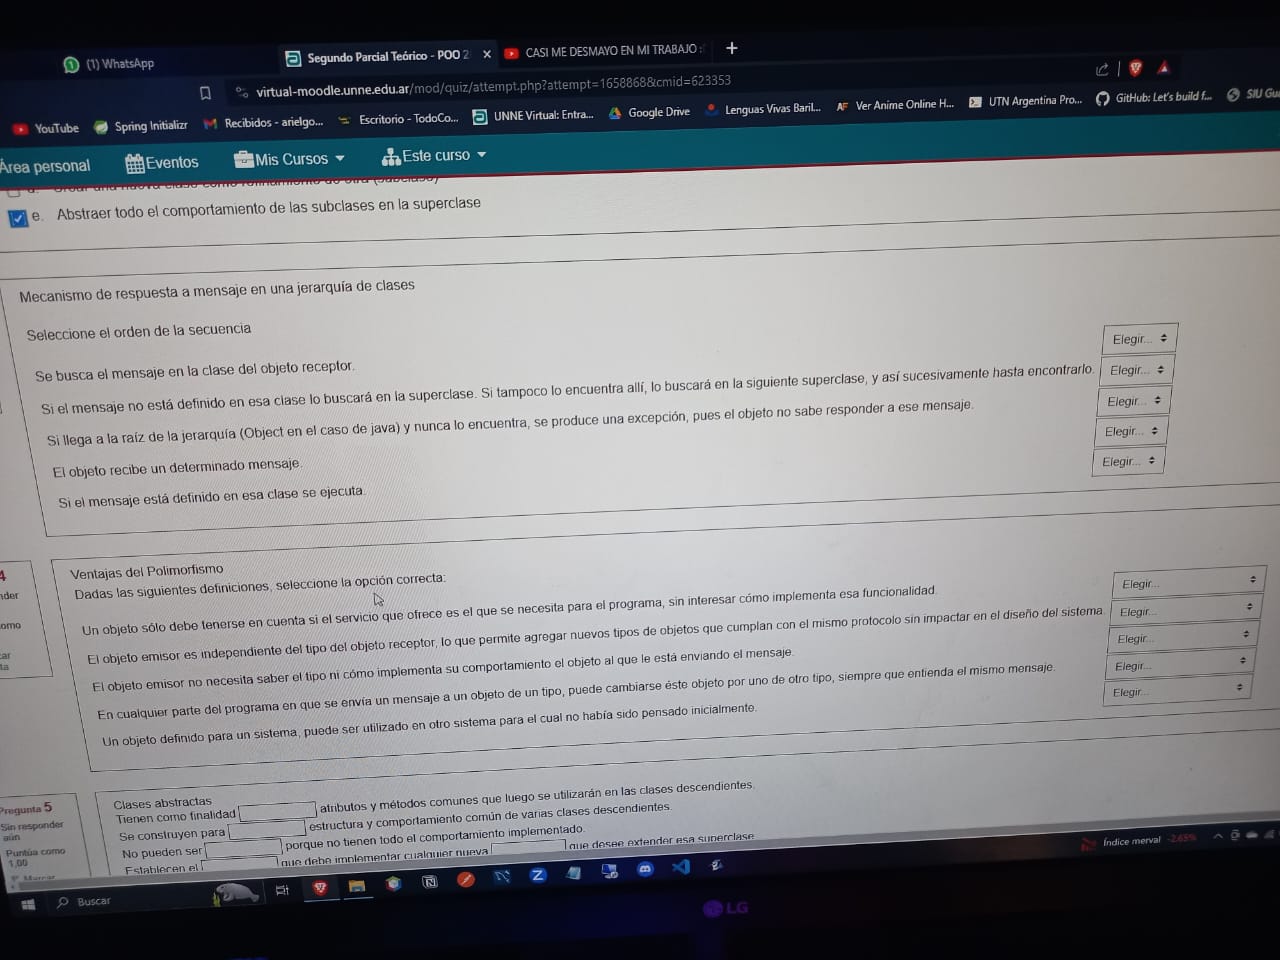 (1) WhatsApp
Segundo Parcial Teórico - POO 2
CASI ME DESMAYO EN MI TRABAJO :
virtual-moodle.unne.edu.ar/mod/quiz/attempt.php?attempt=1658868&cmid=623353
YouTube
Spring Initializr
Recibidos - arielgo...
Escritorio - TodoCo...
UNNE Virtual: Entra...
Google Drive
Lenguas Vivas Baril...
Ver Anime Online H...
UTN Argentina Pro...
GitHub: Let's build f...
SIU Gu
Área personal
Eventos
Mis Cursos
Este curso
e. Abstraer todo el comportamiento de las subclases en la superclase
Mecanismo de respuesta a mensaje en una jerarquía de clases
Seleccione el orden de la secuencia
Se busca el mensaje en la clase del objeto receptor. Elegir...
Si el mensaje no está definido en esa clase lo buscará en la superclase. Si tampoco lo encuentra allí, lo buscará en la siguiente superclase, y así sucesivamente hasta encontrarlo. Elegir...
Si llega a la raíz de la jerarquía (Object en el caso de java) y nunca lo encuentra, se produce una excepción, pues el objeto no sabe responder a ese mensaje. Elegir...
El objeto recibe un determinado mensaje. Elegir...
Si el mensaje está definido en esa clase se ejecuta. Elegir...
4
Ventajas del Polimorfismo
Dadas las siguientes definiciones, seleccione la opción correcta:
Un objeto sólo debe tenerse en cuenta si el servicio que ofrece es el que se necesita para el programa, sin interesar cómo implementa esa funcionalidad. Elegir...
El objeto emisor es independiente del tipo del objeto receptor, lo que permite agregar nuevos tipos de objetos que cumplan con el mismo protocolo sin impactar en el diseño del sistema. Elegir...
El objeto emisor no necesita saber el tipo ni cómo implementa su comportamiento el objeto al que le está enviando el mensaje. Elegir...
En cualquier parte del programa en que se envía un mensaje a un objeto de un tipo, puede cambiarse éste objeto por uno de otro tipo, siempre que entienda el mismo mensaje. Elegir...
Un objeto definido para un sistema, puede ser utilizado en otro sistema para el cual no había sido pensado inicialmente. Elegir...
Pregunta 5
Sin responder
aún
Puntúa como
1,00
Clases abstractas
Tienen como finalidad atributos y métodos comunes que luego se utilizarán en las clases descendientes.
Se construyen para estructura y comportamiento común de varias clases descendientes.
No pueden ser porque no tienen todo el comportamiento implementado.
Establecen el que debe implementar cualquier nueva que desee extender esa superclase
Índice merval -2.65%
Buscar
LG